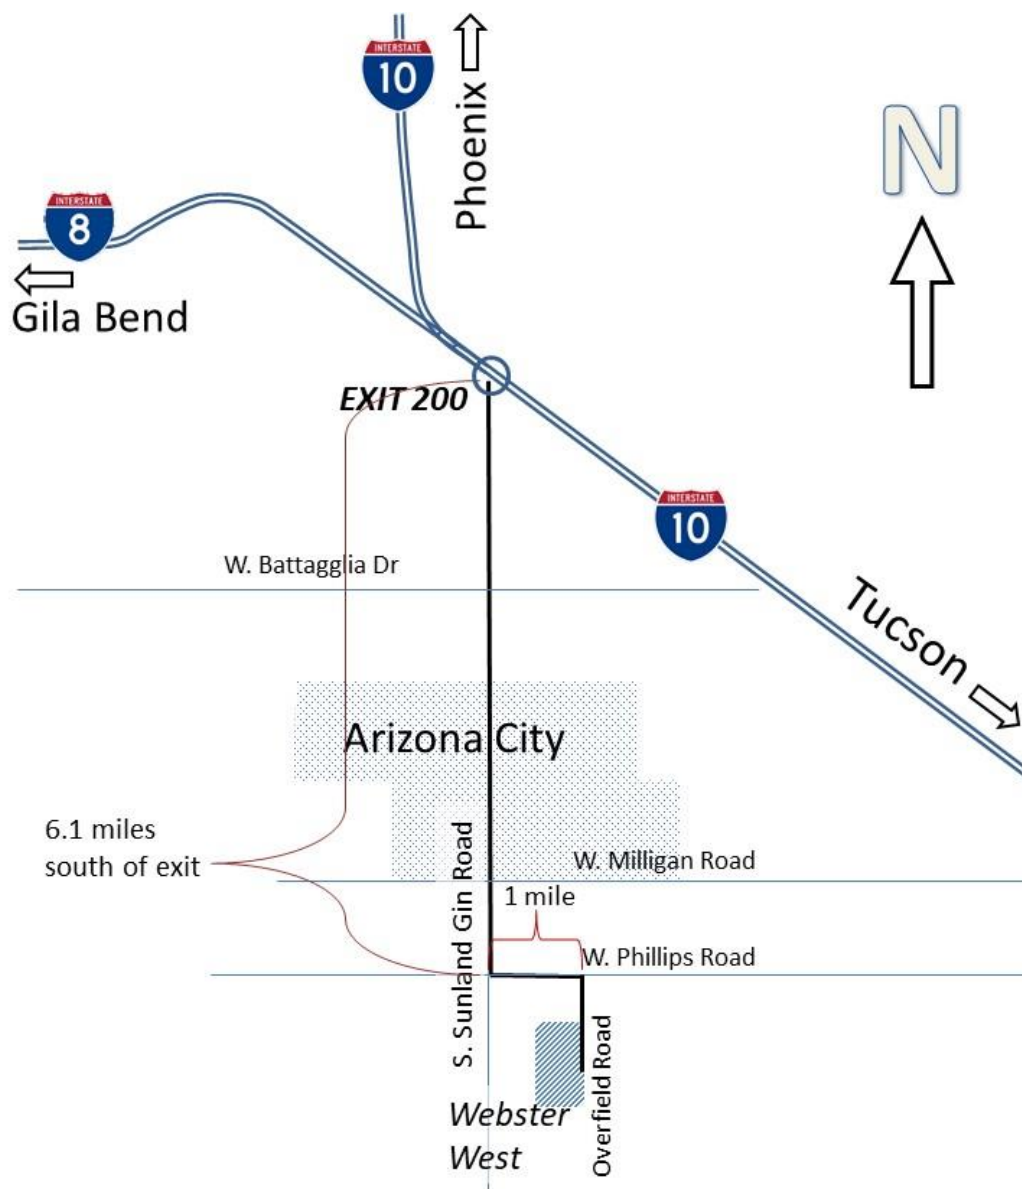 INTERSTATE
10
Phoenix
N
INTERSTATE
8
Gila Bend
EXIT 200
INTERSTATE
10
W. Battagglia Dr
Tucson
Arizona City
6.1 miles
south of exit
S. Sunland Gin Road
W. Milligan Road
1 mile
W. Phillips Road
Overfield Road
Webster
West